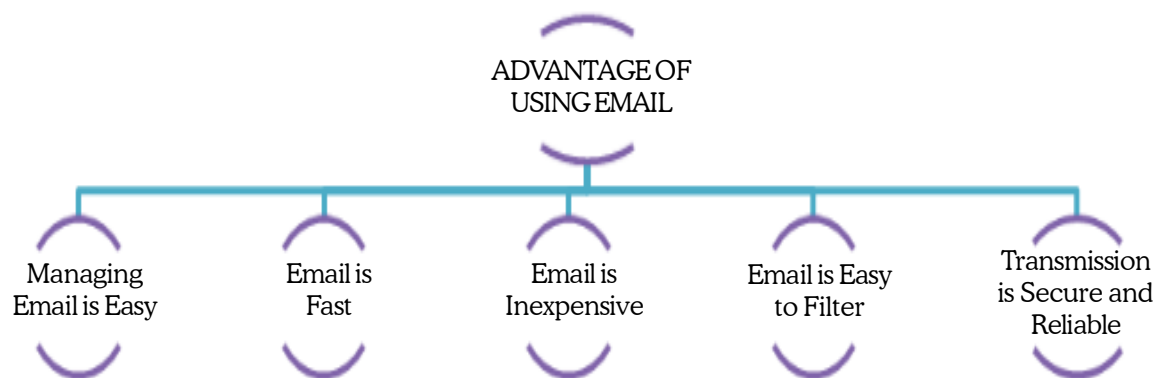 ADVANTAGE OF
USING EMAIL
Managing
Email is Easy
Email is
Fast
Email is
Inexpensive
Email is Easy
to Filter
Transmission
is Secure and
Reliable